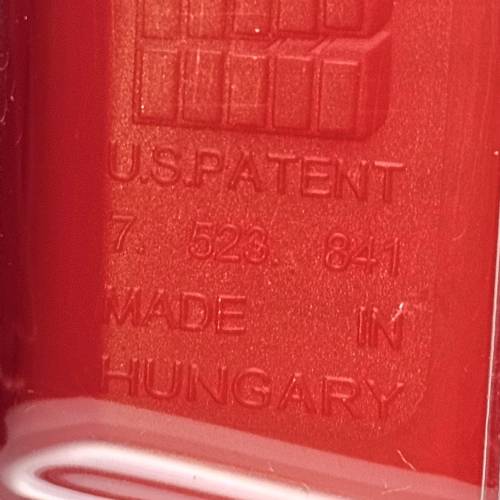 U.S.PATENT
7. 523. 841
MADE IN
HUNGARY